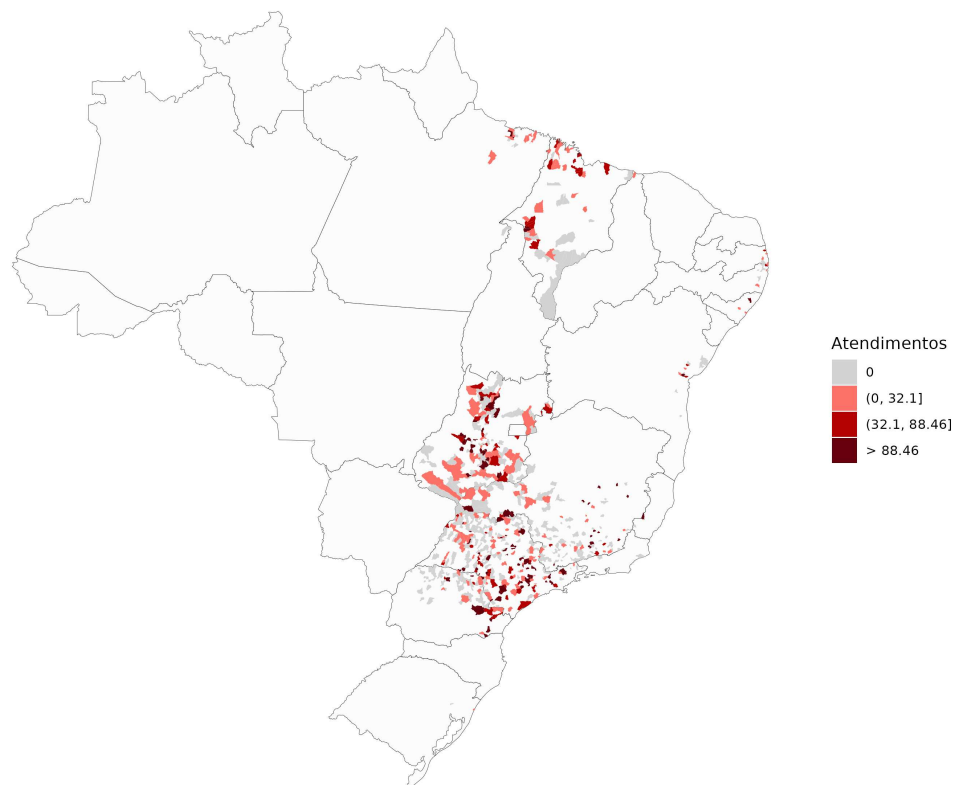 Atendimentos
0
(0, 32.1]
(32.1, 88.46]
> 88.46